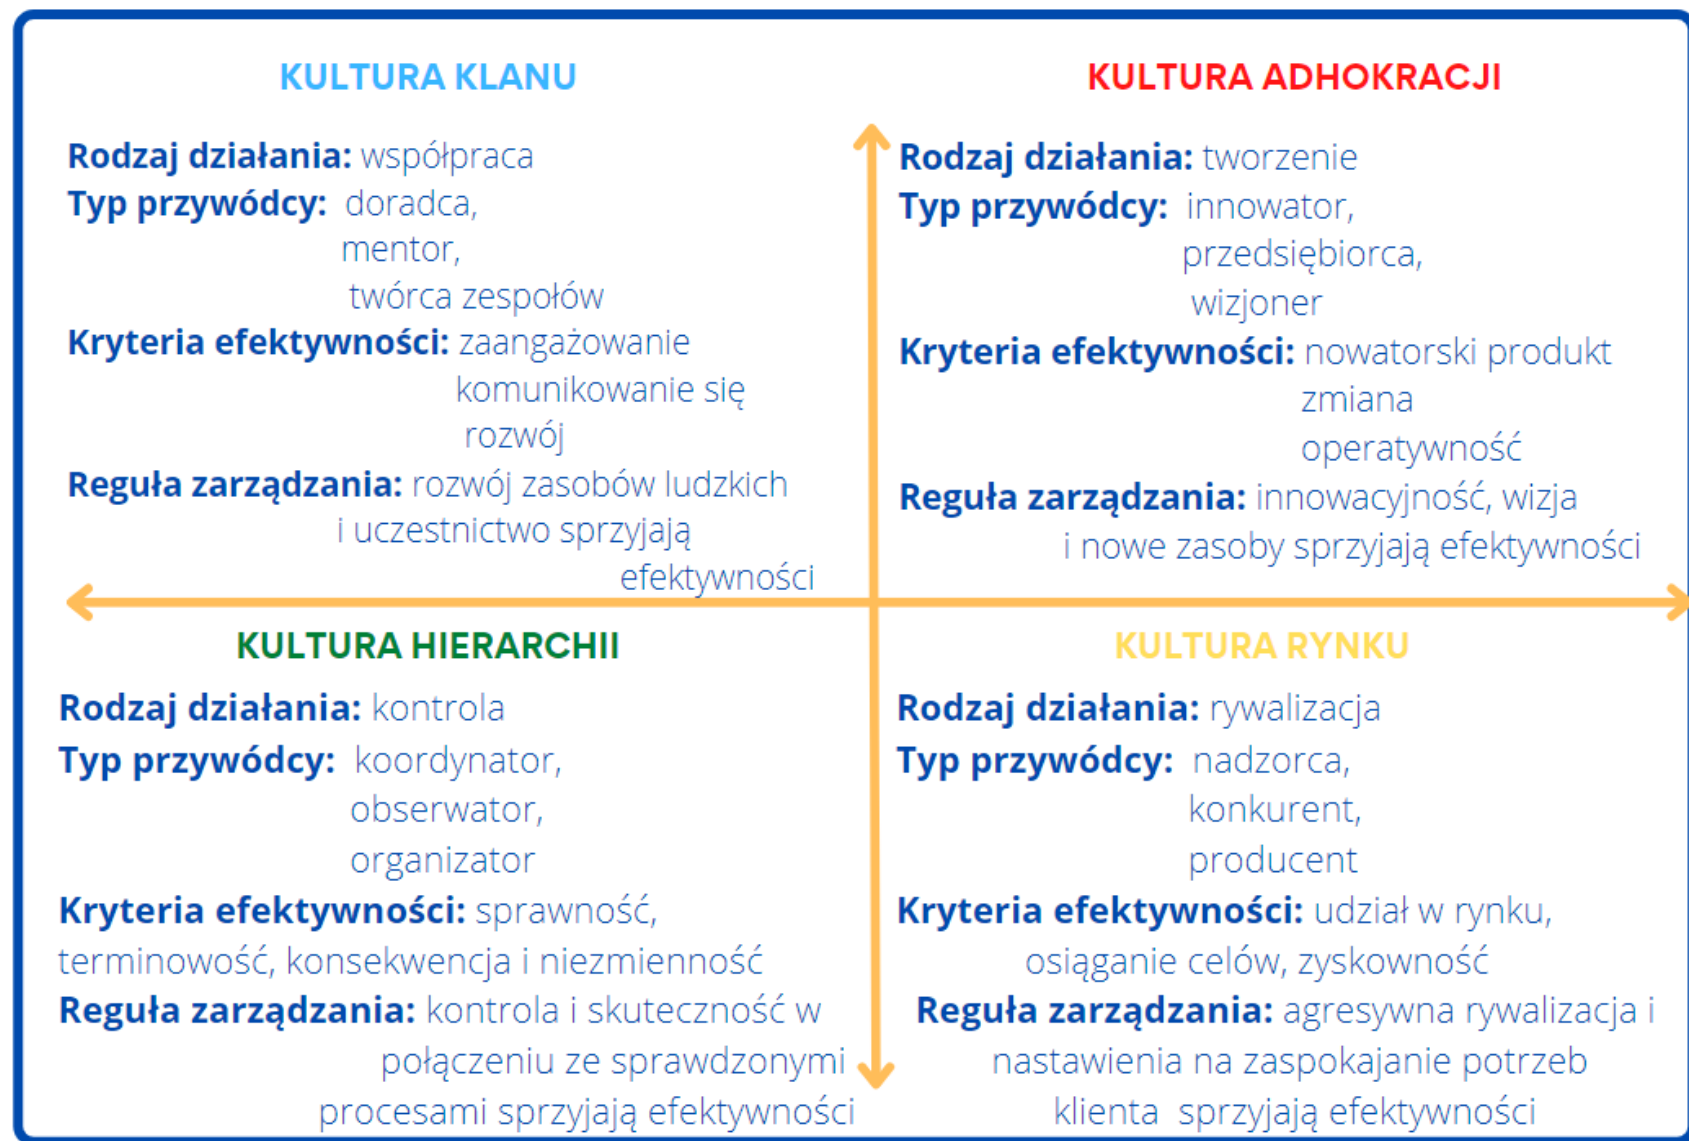 KULTURA KLANU
Rodzaj działania: współpraca
Typ przywódcy: doradca,
mentor,
twórca zespołów
Kryteria efektywności: zaangażowanie
komunikowanie się
rozwój
Reguła zarządzania: rozwój zasobów ludzkich
i uczestnictwo sprzyjają
efektywności
KULTURA ADHOKRACJI
Rodzaj działania: tworzenie
Typ przywódcy: innowator,
przedsiębiorca,
wizjoner
Kryteria efektywności: nowatorski produkt
zmiana
operatywność
Reguła zarządzania: innowacyjność, wizja
i nowe zasoby sprzyjają efektywności
KULTURA HIERARCHII
Rodzaj działania: kontrola
Typ przywódcy: koordynator,
obserwator,
organizator
Kryteria efektywności: sprawność,
terminowość, konsekwencja i niezmienność
Reguła zarządzania: kontrola i skuteczność w
połączeniu ze sprawdzonymi
procesami sprzyjają efektywności
KULTURA RYNKU
Rodzaj działania: rywalizacja
Typ przywódcy: nadzorca,
konkurent,
producent
Kryteria efektywności: udział w rynku,
osiąganie celów, zyskowność
Reguła zarządzania: agresywna rywalizacja i
nastawienia na zaspokajanie potrzeb
klienta sprzyjają efektywności